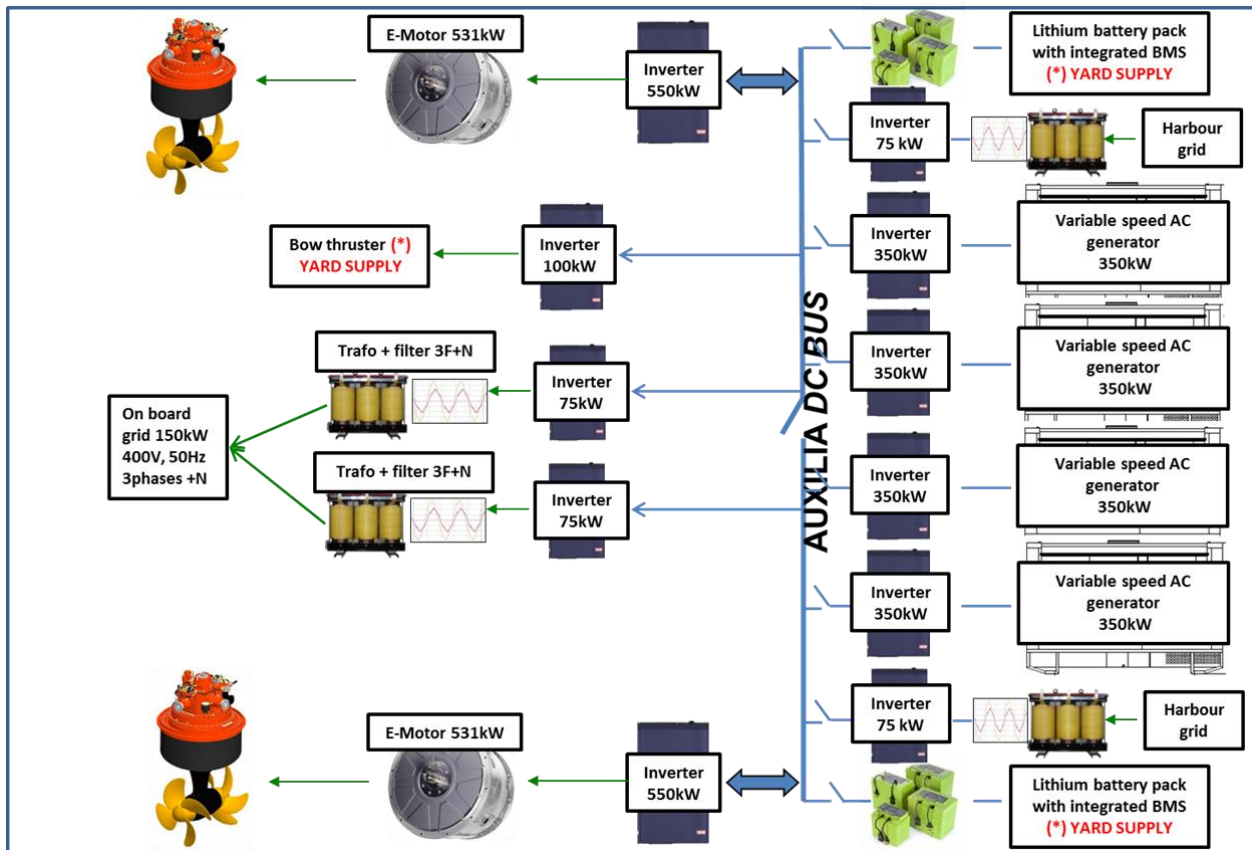 E-Motor 531kW
Inverter
550kW
Lithium battery pack
with integrated BMS
(*) YARD SUPPLY
Inverter
75 kW
Harbour
grid
Bow thruster (*)
YARD SUPPLY
Inverter
100kW
Inverter
350kW
Variable speed AC
generator
350kW
Trafo + filter 3F+N
Inverter
75kW
Inverter
350kW
Variable speed AC
generator
350kW
On board
grid 150kW
400V, 50Hz
3phases +N
Trafo + filter 3F+N
Inverter
75kW
AUXILIA DC BUS
Inverter
350kW
Variable speed AC
generator
350kW
Inverter
350kW
Variable speed AC
generator
350kW
Inverter
75 kW
Harbour
grid
E-Motor 531kW
Inverter
550kW
Lithium battery pack
with integrated BMS
(*) YARD SUPPLY